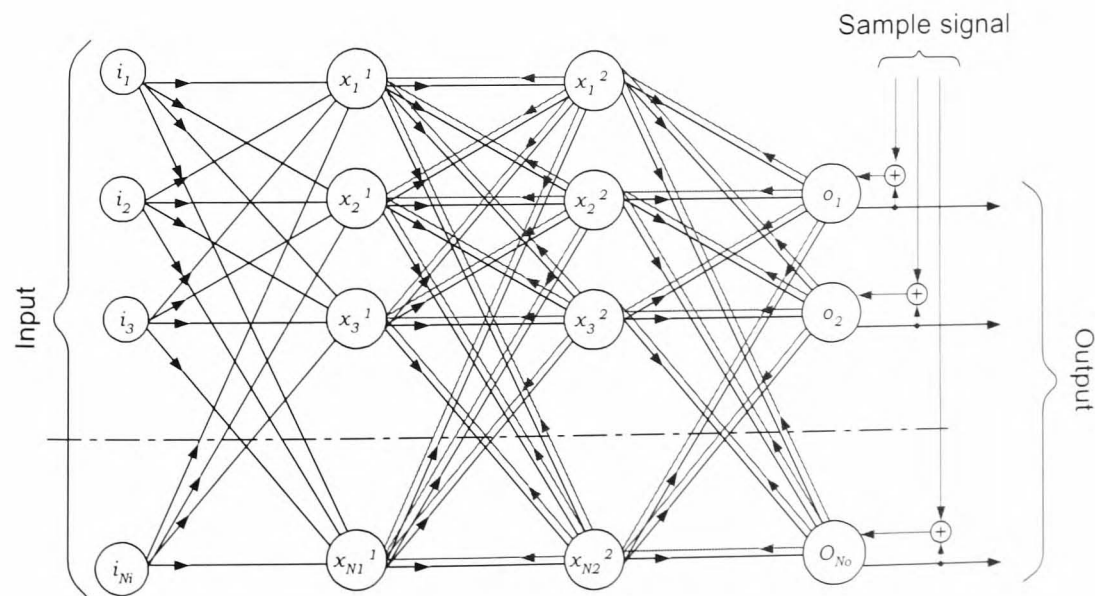 Sample signal
Input
i1 x1^1 x1^2
i2 x2^1 x2^2 o1
i3 x3^1 x3^2 o2
iNi xN1^1 xN2^2 ONo
+
+
+
Output